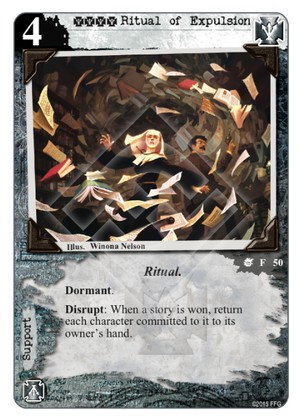 4
Ritual of Expulsion
Illus. Winona Nelson
F 50
Ritual.
Dormant.
Disrupt: When a story is won, return
each character committed to it to its
owner's hand.
Support
©2015 FFG